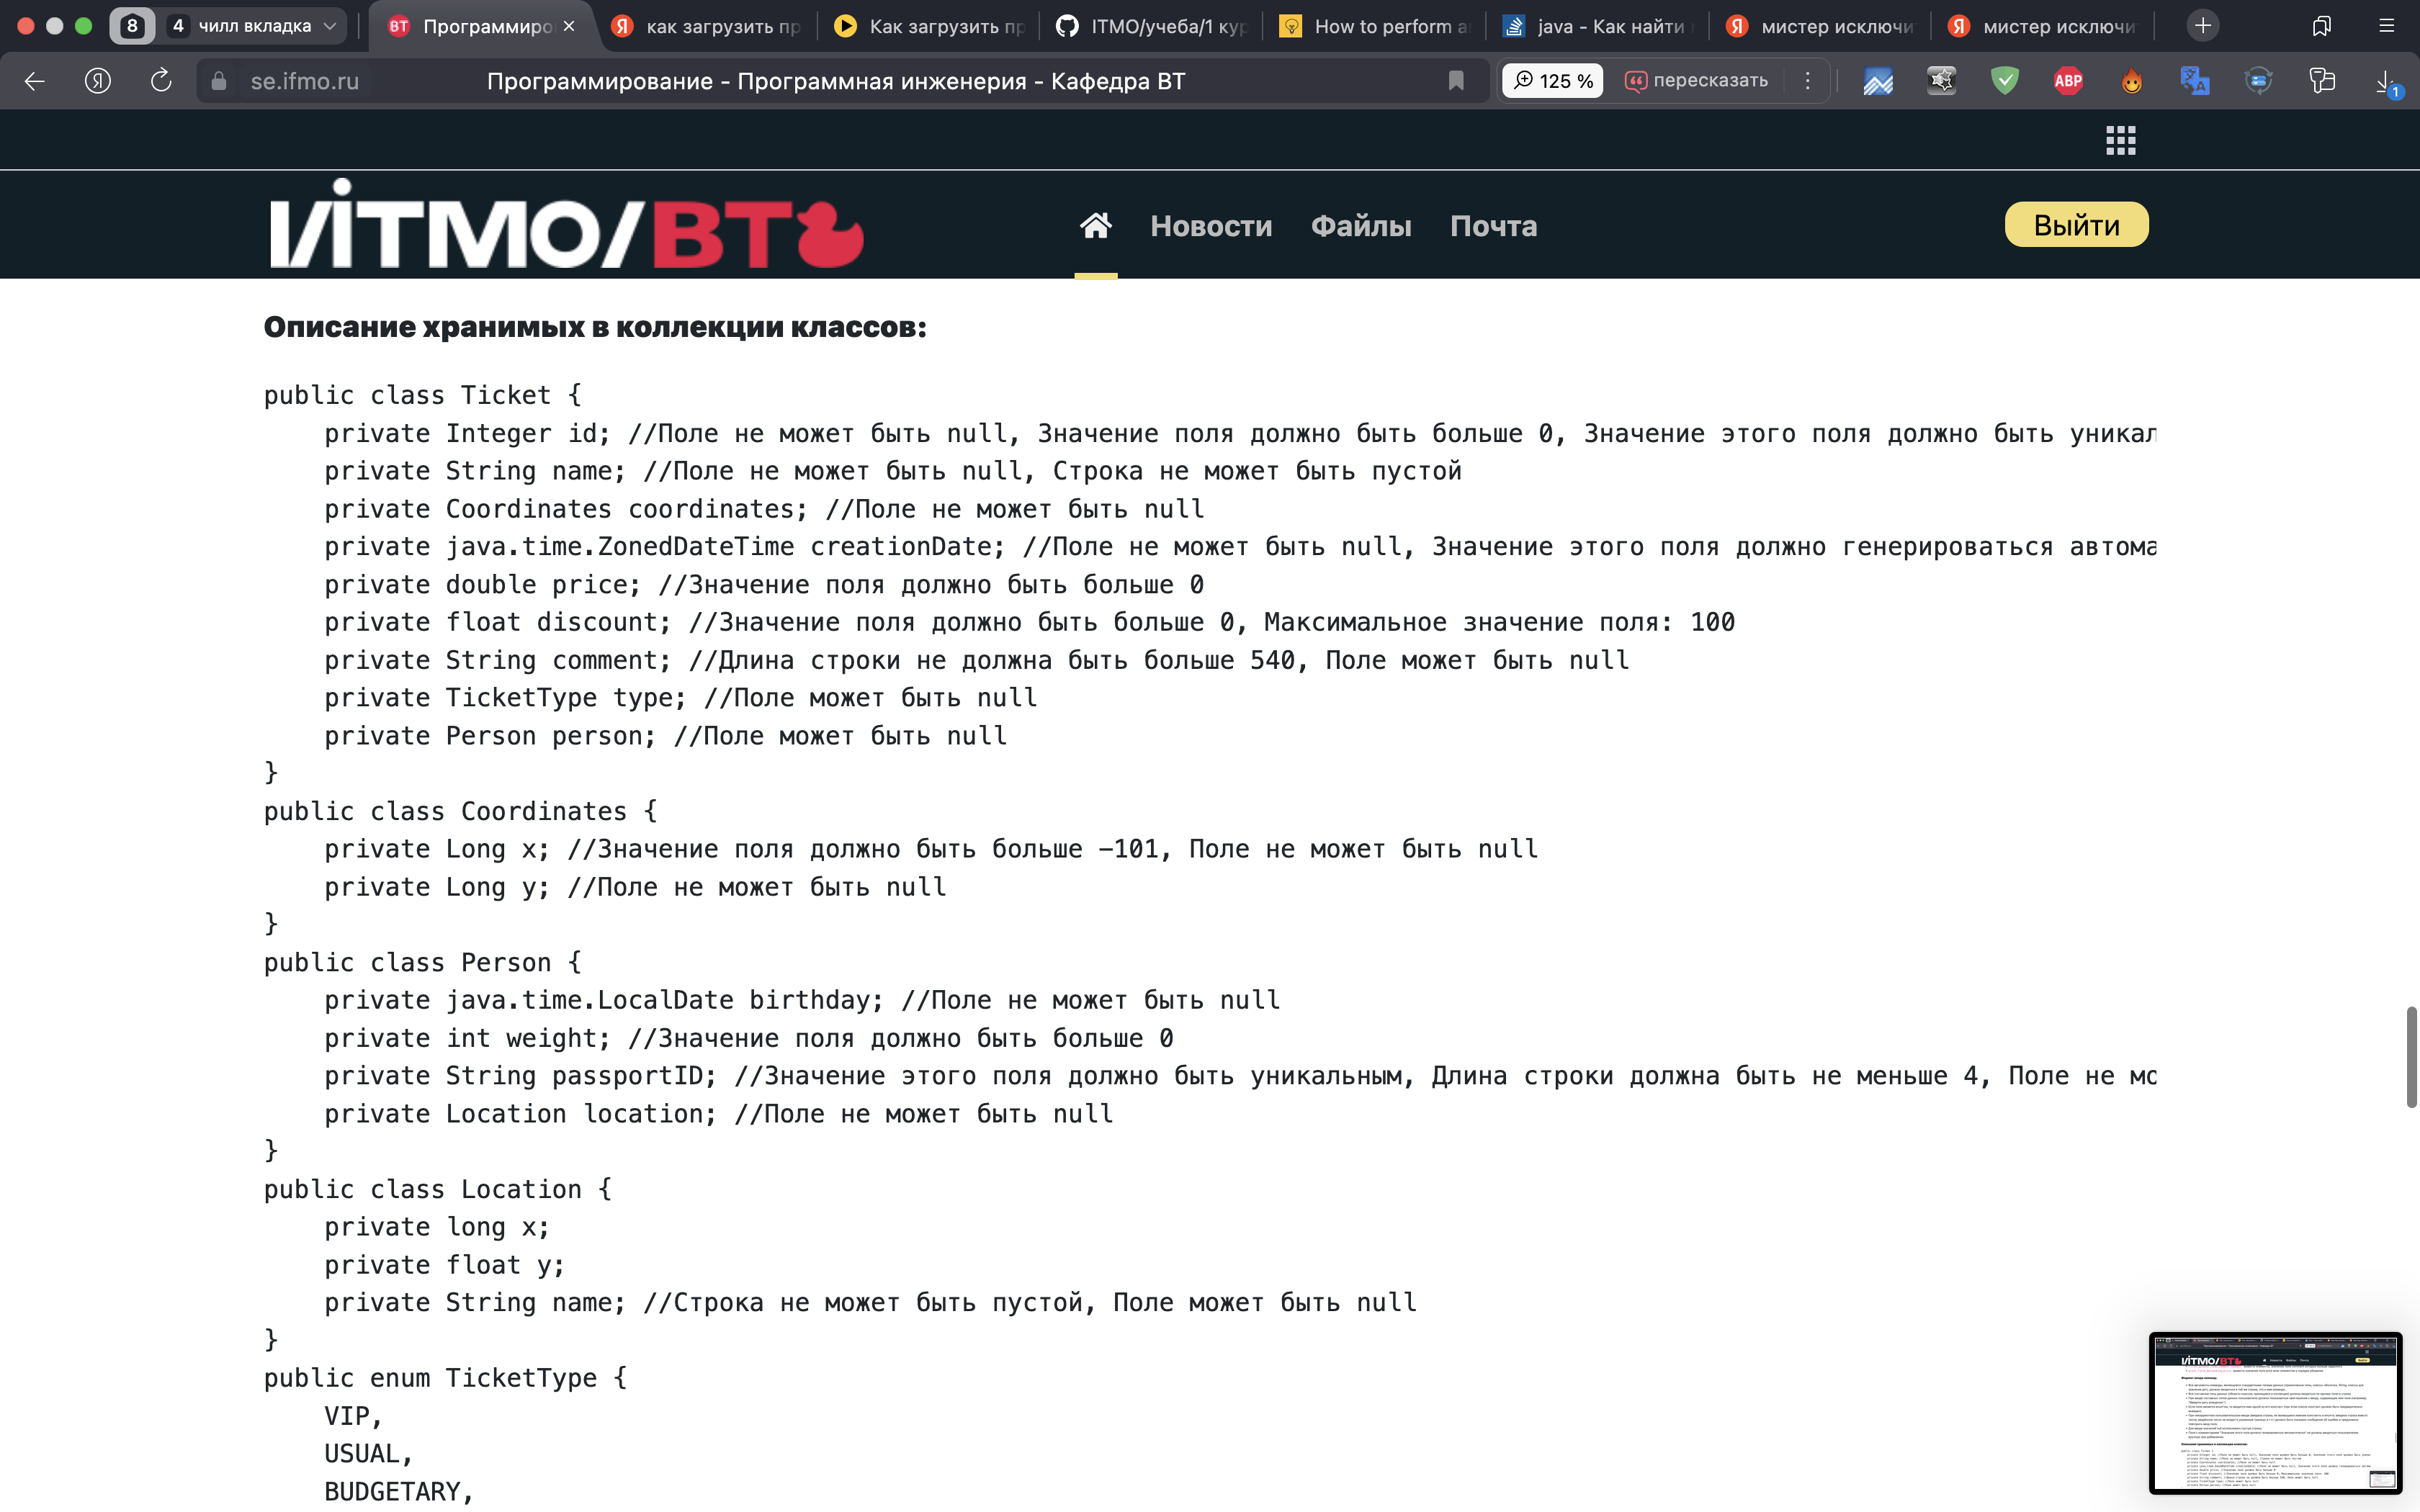 8 4 чилл вкладка Программиро как загрузить пр Как загрузить пр ITMO/учеба/1 кур How to perform a java - Как найти мистер исключи мистер исключи
se.ifmo.ru Программирование - Программная инженерия - Кафедра ВТ 125 % пересказать ABP 1
ИTMO/ВТ Новости Файлы Почта Выйти
Описание хранимых в коллекции классов:
public class Ticket {
    private Integer id; //Поле не может быть null, Значение поля должно быть больше 0, Значение этого поля должно быть уникал
    private String name; //Поле не может быть null, Строка не может быть пустой
    private Coordinates coordinates; //Поле не может быть null
    private java.time.ZonedDateTime creationDate; //Поле не может быть null, Значение этого поля должно генерироваться автома
    private double price; //Значение поля должно быть больше 0
    private float discount; //Значение поля должно быть больше 0, Максимальное значение поля: 100
    private String comment; //Длина строки не должна быть больше 540, Поле может быть null
    private TicketType type; //Поле может быть null
    private Person person; //Поле может быть null
}
public class Coordinates {
    private Long x; //Значение поля должно быть больше -101, Поле не может быть null
    private Long y; //Поле не может быть null
}
public class Person {
    private java.time.LocalDate birthday; //Поле не может быть null
    private int weight; //Значение поля должно быть больше 0
    private String passportID; //Значение этого поля должно быть уникальным, Длина строки должна быть не меньше 4, Поле не мо
    private Location location; //Поле не может быть null
}
public class Location {
    private long x;
    private float y;
    private String name; //Строка не может быть пустой, Поле может быть null
}
public enum TicketType {
    VIP,
    USUAL,
    BUDGETARY,